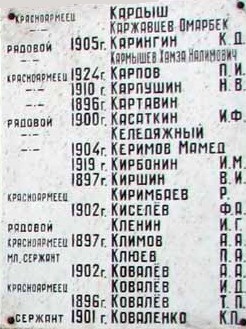 КРАСНОАРМЕЕЦ КАРДЫШ
—"— КАРЖАВЦЕВ ОМАРБЕК
РЯДОВОЙ 1905г. КАРИНГИН К.Д.
—"— КАРМЫШЕВ ХАМЗА НАЛИМОВИЧ
КРАСНОАРМЕЕЦ 1924г. КАРПОВ П.И.
—"— 1910г. КАРПУШИН Н.В.
—"— 1896г. КАРТАВИН
РЯДОВОЙ 1900г. КАСАТКИН И.Ф.
—"— КЕЛЕДЯЖНЫЙ
1904г. КЕРИМОВ МАМЕД
1919г. КИРБОНИН И.М.
1897г. КИРШИН В.И.
КРАСНОАРМЕЕЦ КИРИМБАЕВ Р.
1902г. КИСЕЛЁВ Ф.А.
РЯДОВОЙ КЛЕНИН И.Г.
КРАСНОАРМЕЕЦ 1897г. КЛИМОВ А.А.
МЛ. СЕРЖАНТ КЛЮЕВ П.А.
1902г. КОВАЛЁВ А.А.
КРАСНОАРМЕЕЦ КОВАЛЁВ И.Д.
1896г. КОВАЛЁВ Т.П.
СЕРЖАНТ 1901г. КОВАЛЕНКО К.П.